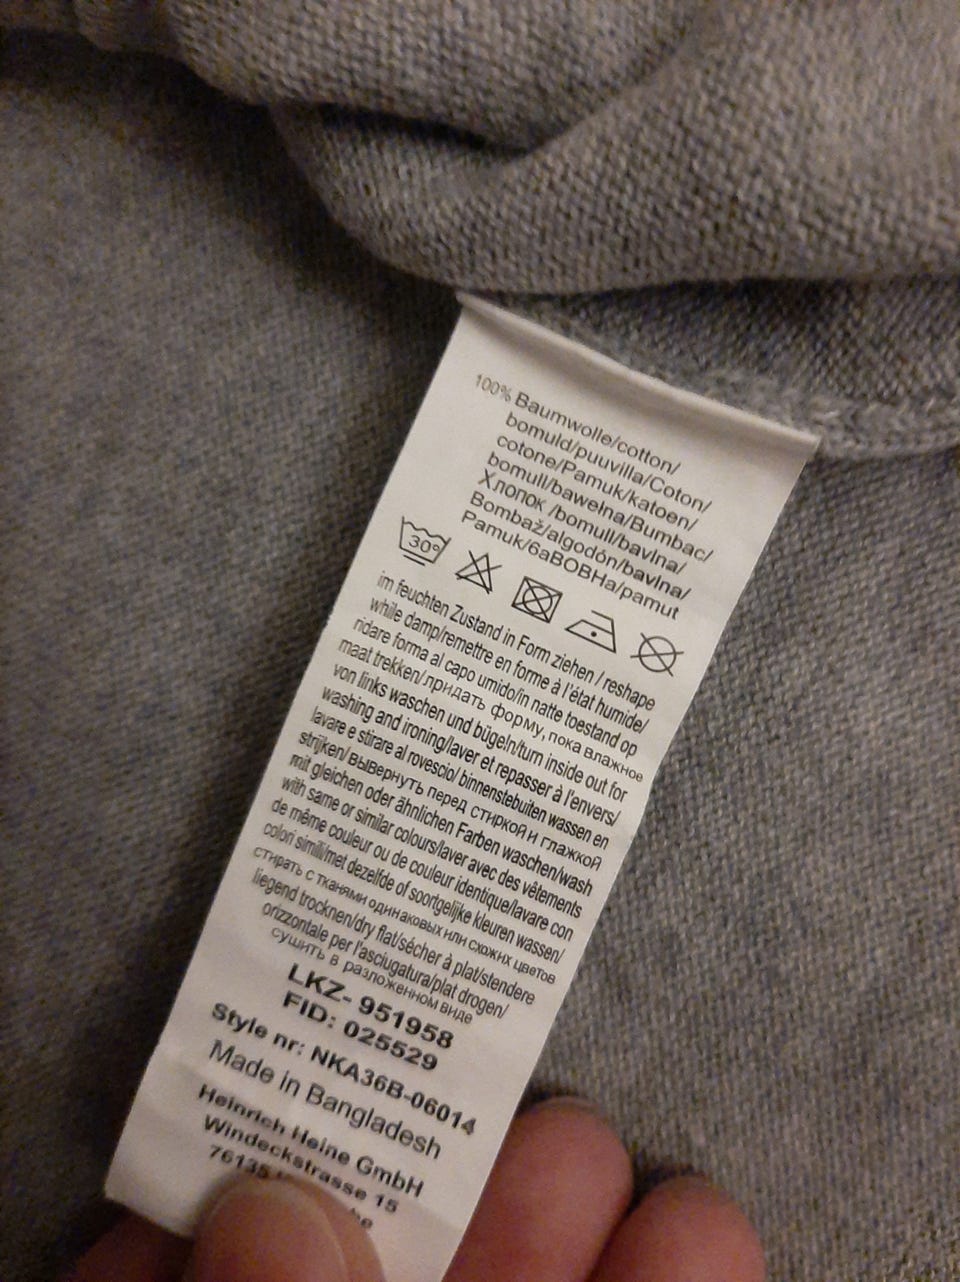 100% Baumwolle/cotton/
bomuld/puuvilla/Coton/
cotone/Pamuk/katoen/
bomull/bawełna/Bumbac/
Хлопок /bomull/bavlna/
Bombaž/algodón/bavlna/
Pamuk/6aBOBHa/pamut
30°
im feuchten Zustand in Form ziehen / reshape
while damp/remettre en forme à l'état humide/
ridare forma al capo umido/in natte toestand op
maat trekken/придать форму, пока влажное
von links waschen und bügeln/turn inside out for
washing and ironing/laver et repasser à l'envers/
lavare e stirare al rovescio/ binnenstebuiten wassen en
strijken/ вывернуть перед стиркой и глажкой
mit gleichen oder ähnlichen Farben waschen/wash
with same or similar colours/laver avec des vêtements
de même couleur ou de couleur identique/lavare con
colori simili/met dezelfde of soortgelijke kleuren wassen/
стирать с тканями одинаковых или схожих цветов
liegend trocknen/dry flat/sécher à plat/stendere
orizzontale per l'asciugatura/plat drogen/
сушить в разложенном виде
LKZ- 951958
FID: 025529
Style nr: NKA36B-06014
Made in Bangladesh
Heinrich Heine GmbH
Windeckstrasse 15
76135